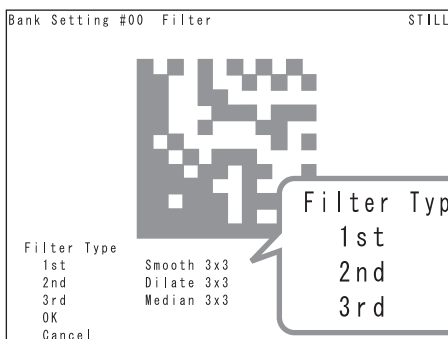 Bank Setting #00 Filter STILL
Filter Type
1st Smooth 3x3
2nd Dilate 3x3
3rd Median 3x3
OK
Cancel
Filter Typ
1st
2nd
3rd